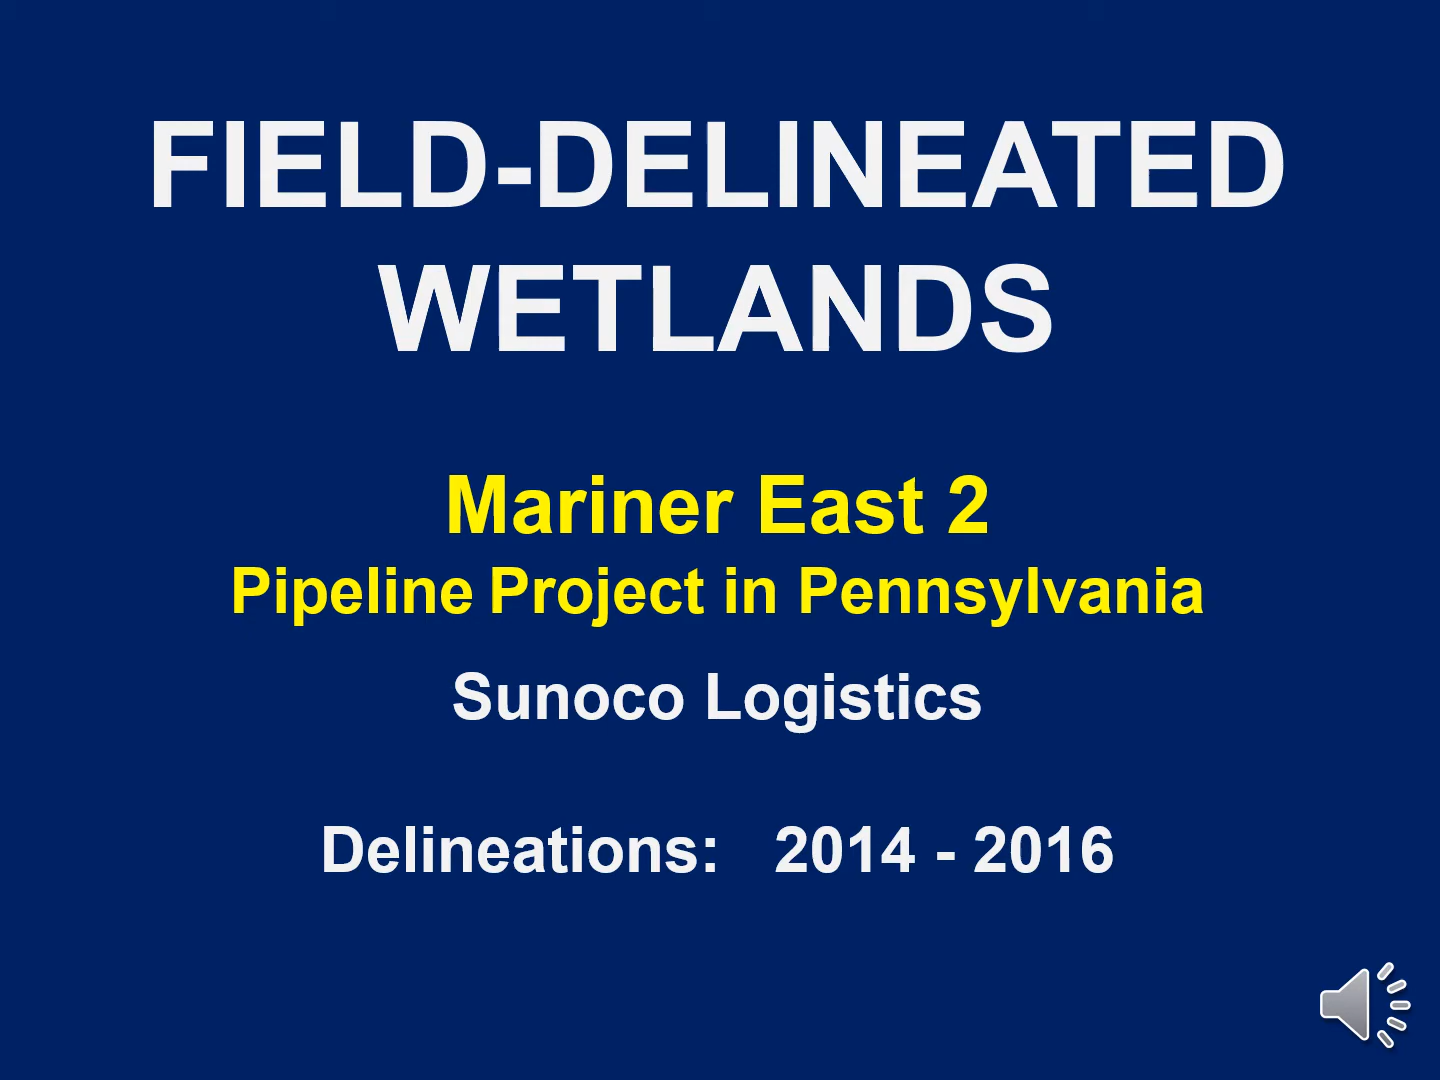 FIELD-DELINEATED
WETLANDS
Mariner East 2
Pipeline Project in Pennsylvania
Sunoco Logistics
Delineations: 2014 - 2016